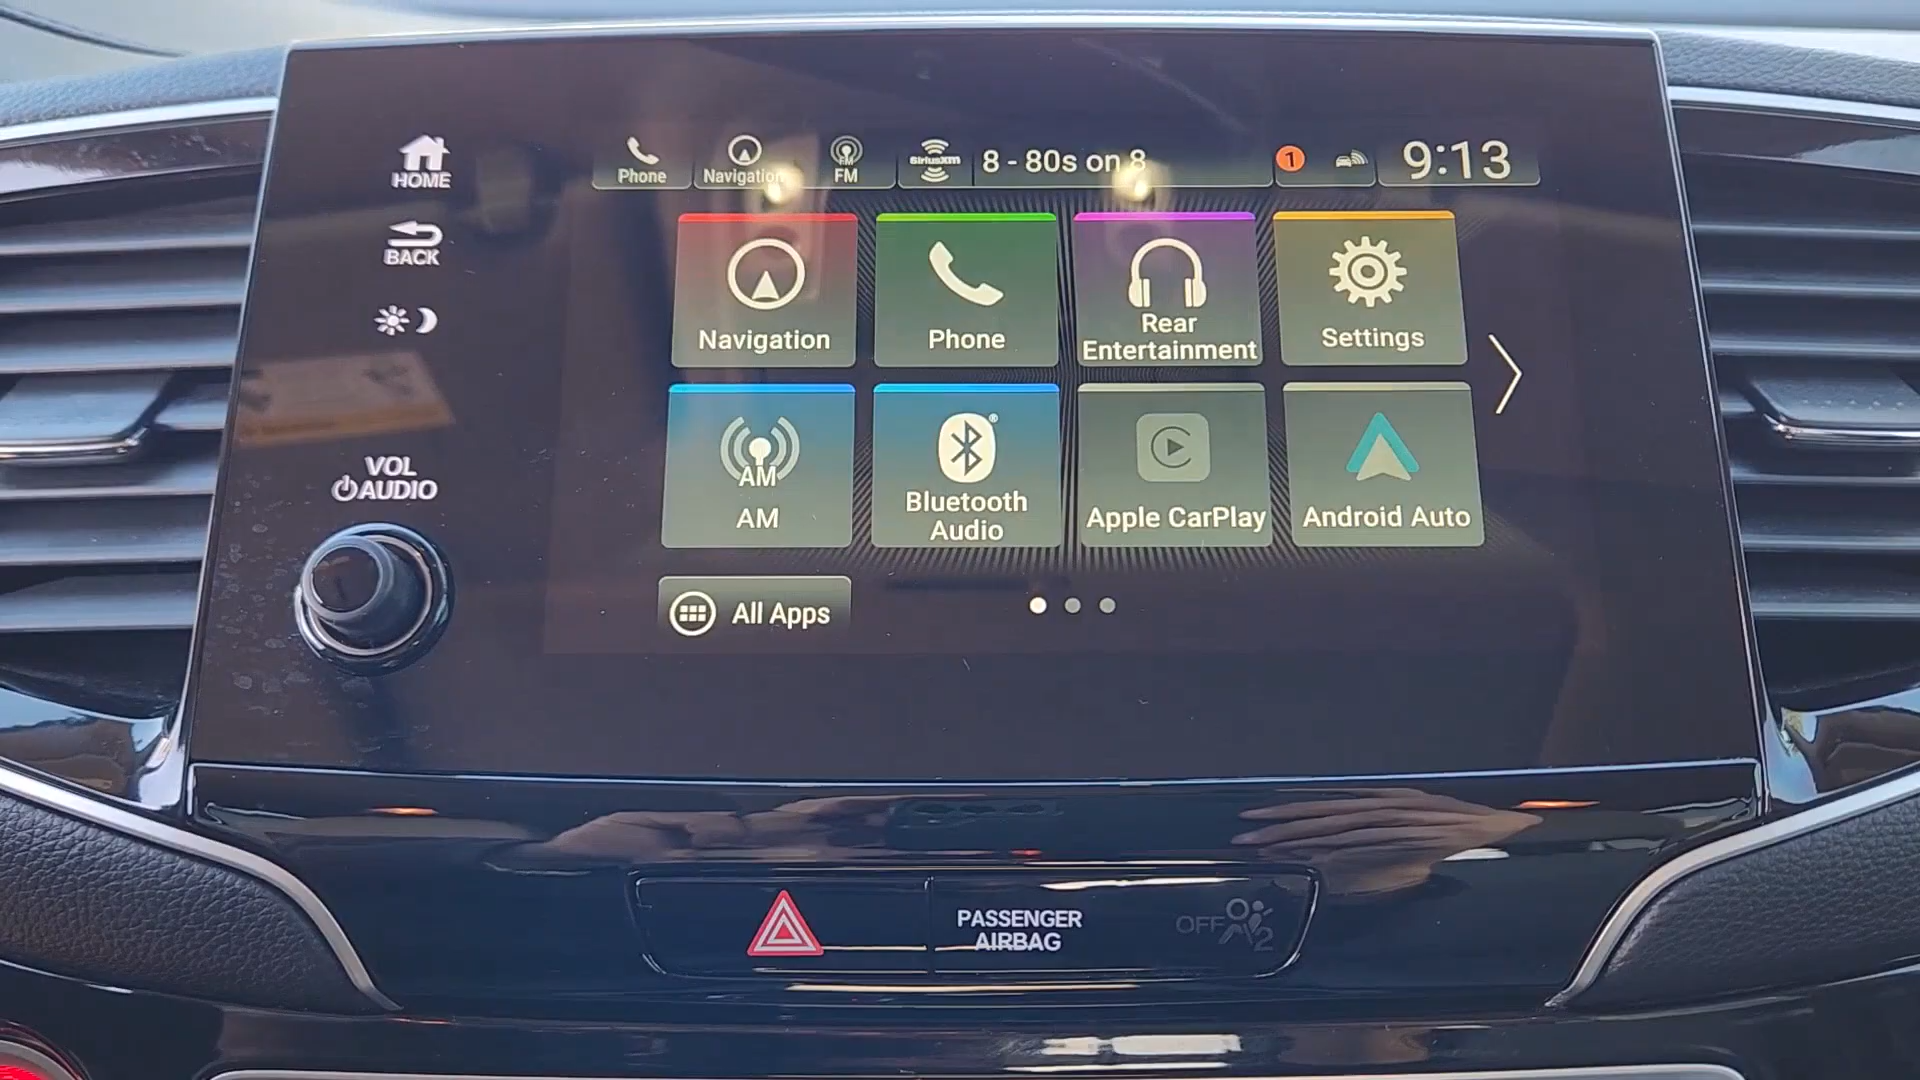 HOME
BACK
VOL
AUDIO
Phone
Navigation
FM
FM
SiriusXM
8 - 80s on 8
1
9:13
Navigation
Phone
Rear
Entertainment
Settings
AM
AM
Bluetooth
Audio
Apple CarPlay
Android Auto
All Apps
PASSENGER
AIRBAG
OFF
2